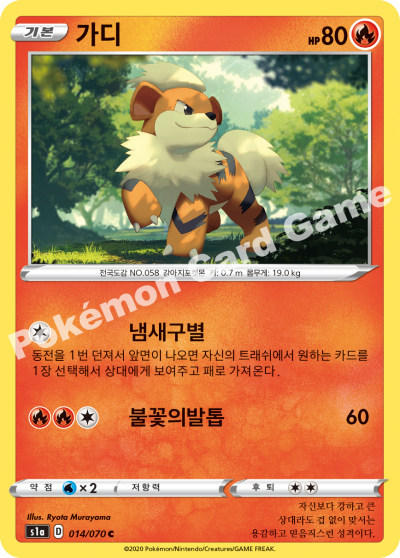 기본 가디 HP 80
전국도감 NO.058 강아지포켓몬 키: 0.7 m 몸무게: 19.0 kg
Pokémon Card Game
냄새구별
동전을 1번 던져서 앞면이 나오면 자신의 트래쉬에서 원하는 카드를
1장 선택해서 상대에게 보여주고 패로 가져온다.
불꽃의발톱 60
약점 ×2 저항력 후퇴
Illus. Ryota Murayama
s1a D 014/070 C
자신보다 강하고 큰
상대라도 겁 없이 맞서는
용감하고 믿음직스런 성격이다.
©2020 Pokémon/Nintendo/Creatures/GAME FREAK.